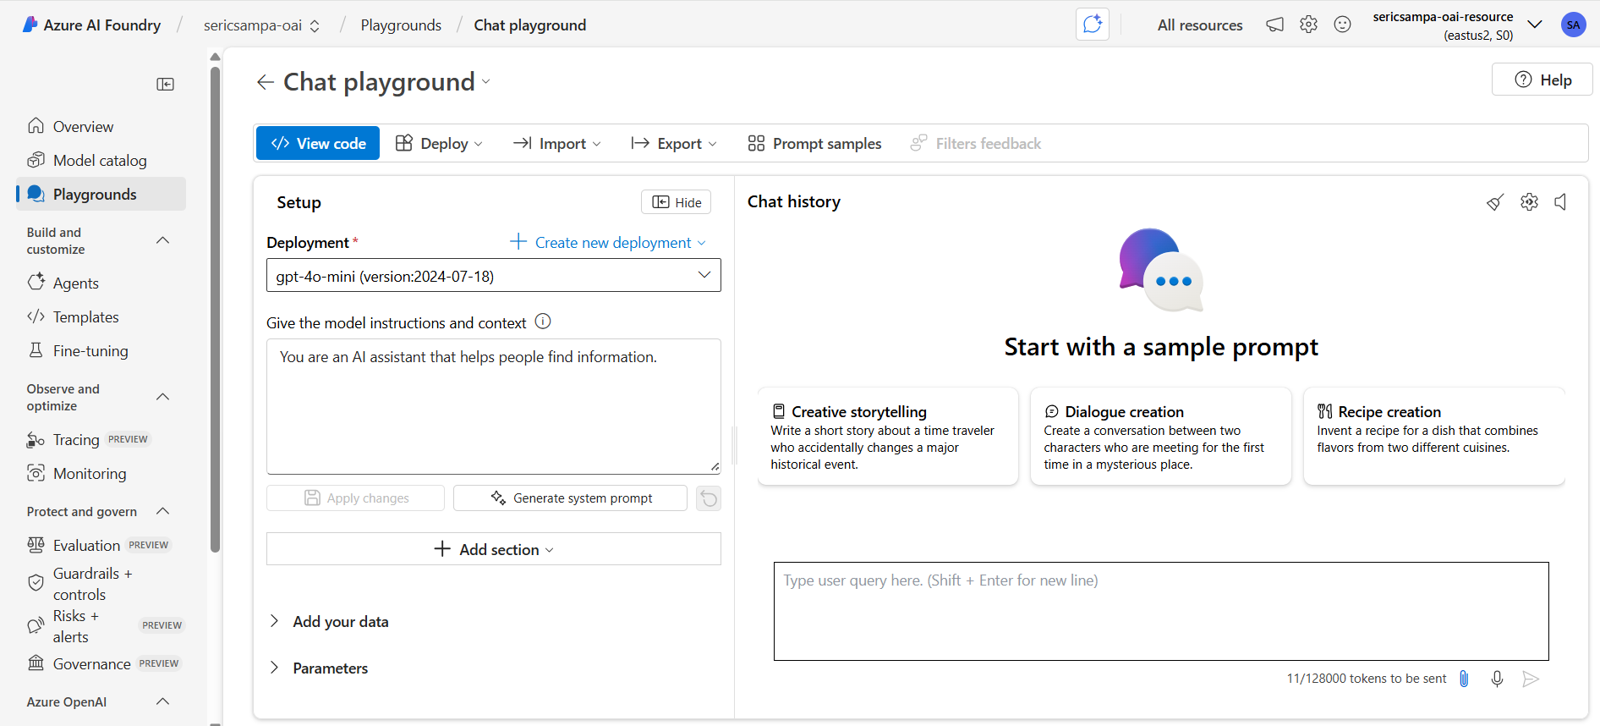 Azure AI Foundry / sericsampa-oai / Playgrounds / Chat playground
All resources
sericsampa-oai-resource
(eastus2, S0)
SA
Overview
Model catalog
Playgrounds
Build and
customize
Agents
Templates
Fine-tuning
Observe and
optimize
Tracing PREVIEW
Monitoring
Protect and govern
Evaluation PREVIEW
Guardrails +
controls
Risks +
alerts PREVIEW
Governance PREVIEW
Azure OpenAI
Chat playground
Help
View code
Deploy
Import
Export
Prompt samples
Filters feedback
Setup
Hide
Deployment *
Create new deployment
gpt-4o-mini (version:2024-07-18)
Give the model instructions and context
You are an AI assistant that helps people find information.
Apply changes
Generate system prompt
Add section
Add your data
Parameters
Chat history
Start with a sample prompt
Creative storytelling
Write a short story about a time traveler
who accidentally changes a major
historical event.
Dialogue creation
Create a conversation between two
characters who are meeting for the first
time in a mysterious place.
Recipe creation
Invent a recipe for a dish that combines
flavors from two different cuisines.
Type user query here. (Shift + Enter for new line)
11/128000 tokens to be sent